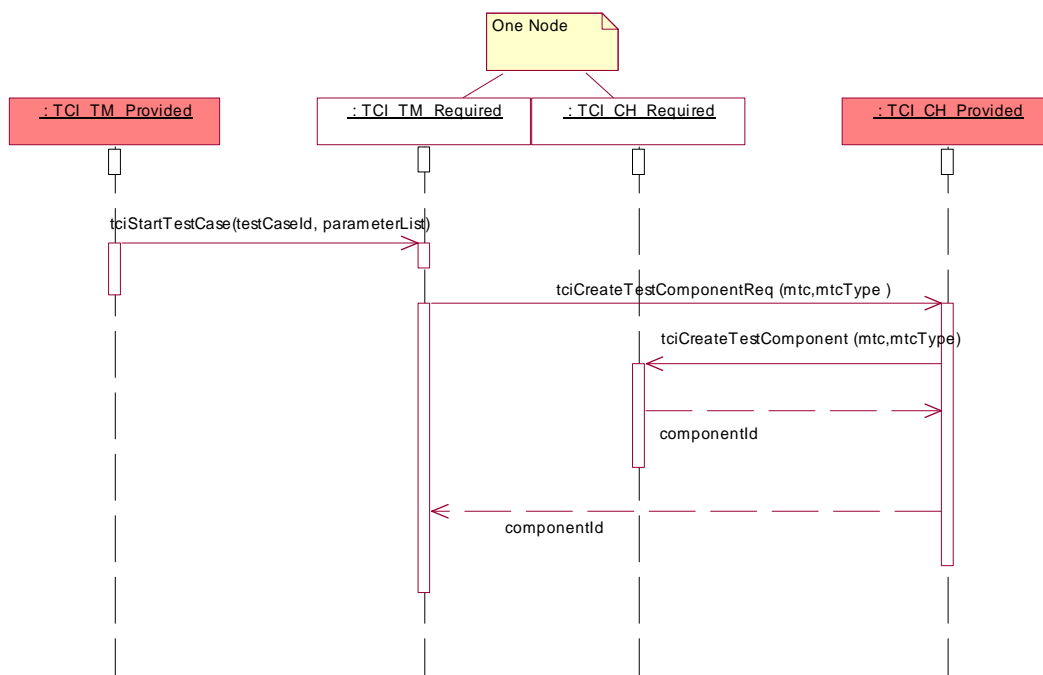 One Node
: TCI_TM_Provided
: TCI_TM_Required
: TCI_CH_Required
: TCI_CH_Provided
tciStartTestCase(testCaseId, parameterList)
tciCreateTestComponentReq (mtc,mtcType )
tciCreateTestComponent (mtc,mtcType)
componentId
componentId